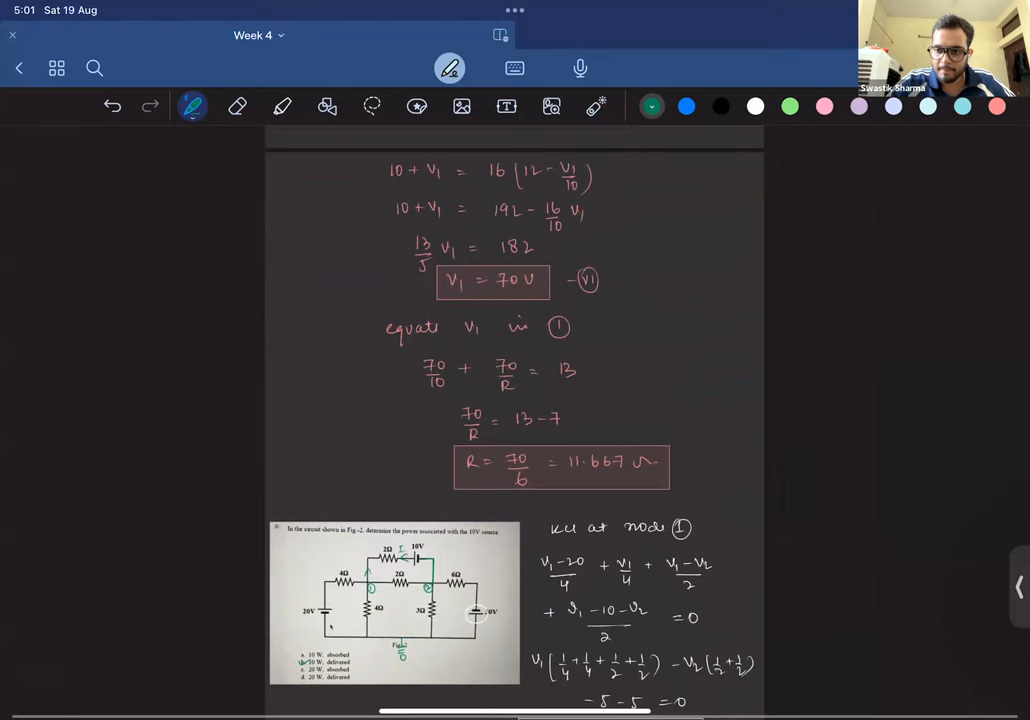 5:01 Sat 19 Aug
Week 4
Swastik Sharma
10 + V₁ = 16 (12 - V₁/10)
10 + V₁ = 192 - 16/10 V₁
13/5 V₁ = 182
V₁ = 70 V - VI
equate V₁ in ①
70/10 + 70/R = 13
70/R = 13 - 7
R = 70/6 = 11.667 Ω
2) In the circuit shown in Fig.-2, determine the power associated with the 10V source.
2Ω I 10V
4Ω 2Ω 6Ω
① ②
20V 4Ω 3Ω
0
a. 10 W, absorbed
b. 10 W, delivered
c. 20 W, absorbed
d. 20 W, delivered
KCL at node ①
V₁-20/4 + V₁/4 + V₁-V₂/2
+ V₁-10-V₂/2 = 0
V₁(1/4 + 1/4 + 1/2 + 1/2) - V₂(1/2 + 1/2)
-5 -5 = 0